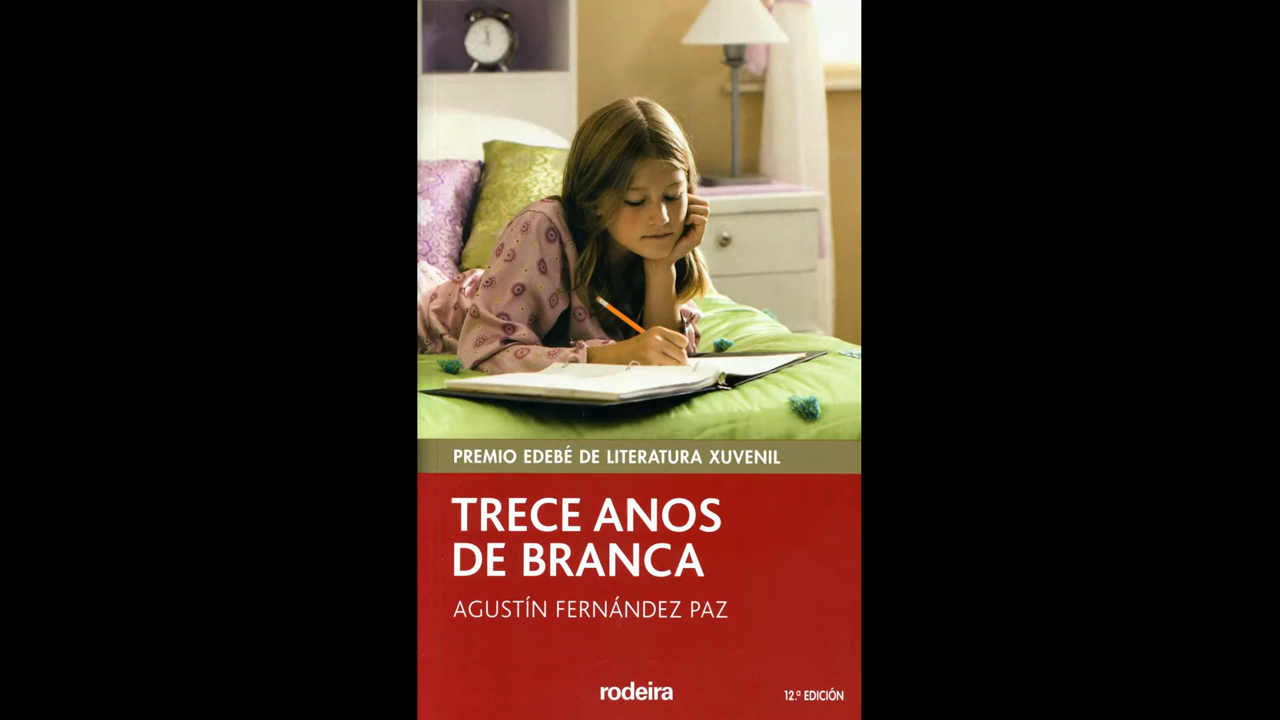 PREMIO EDEBÉ DE LITERATURA XUVENIL
TRECE ANOS
DE BRANCA
AGUSTÍN FERNÁNDEZ PAZ
rodeira
12.ª EDICIÓN